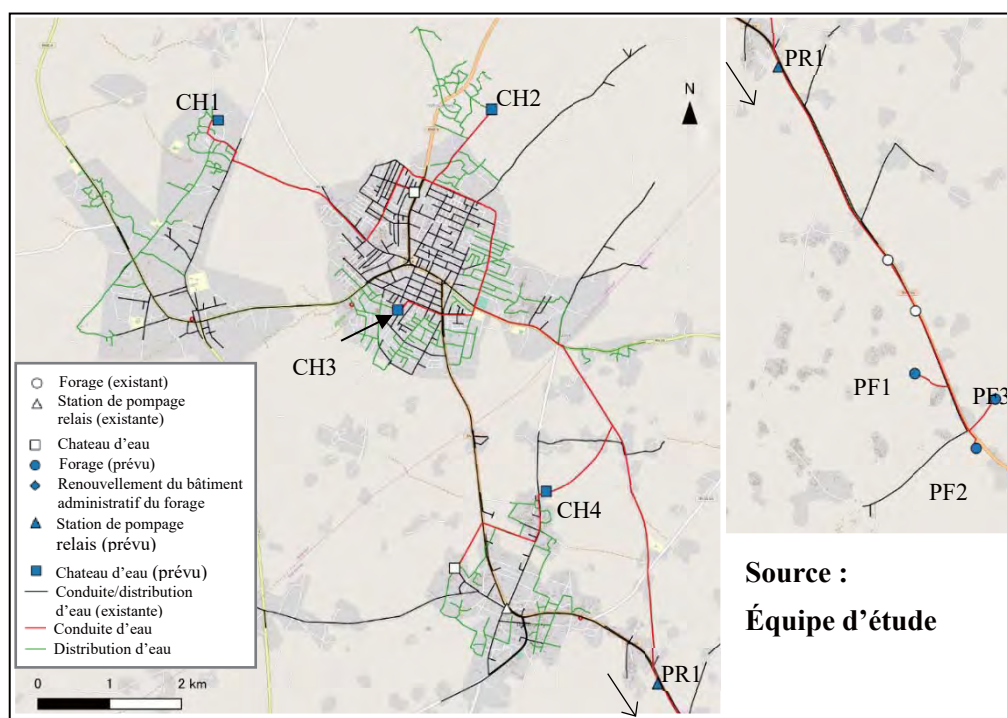 CH1
CH2
N
CH3
CH4
PR1
Forage (existant)
Station de pompage
relais (existante)
Chateau d'eau
Forage (prévu)
Renouvellement du bâtiment
administratif du forage
Station de pompage
relais (prévu)
Chateau d'eau (prévu)
Conduite/distribution
d'eau (existante)
Conduite d'eau
Distribution d'eau
0 1 2 km
PR1
PF1
PF3
PF2
Source :
Équipe d'étude